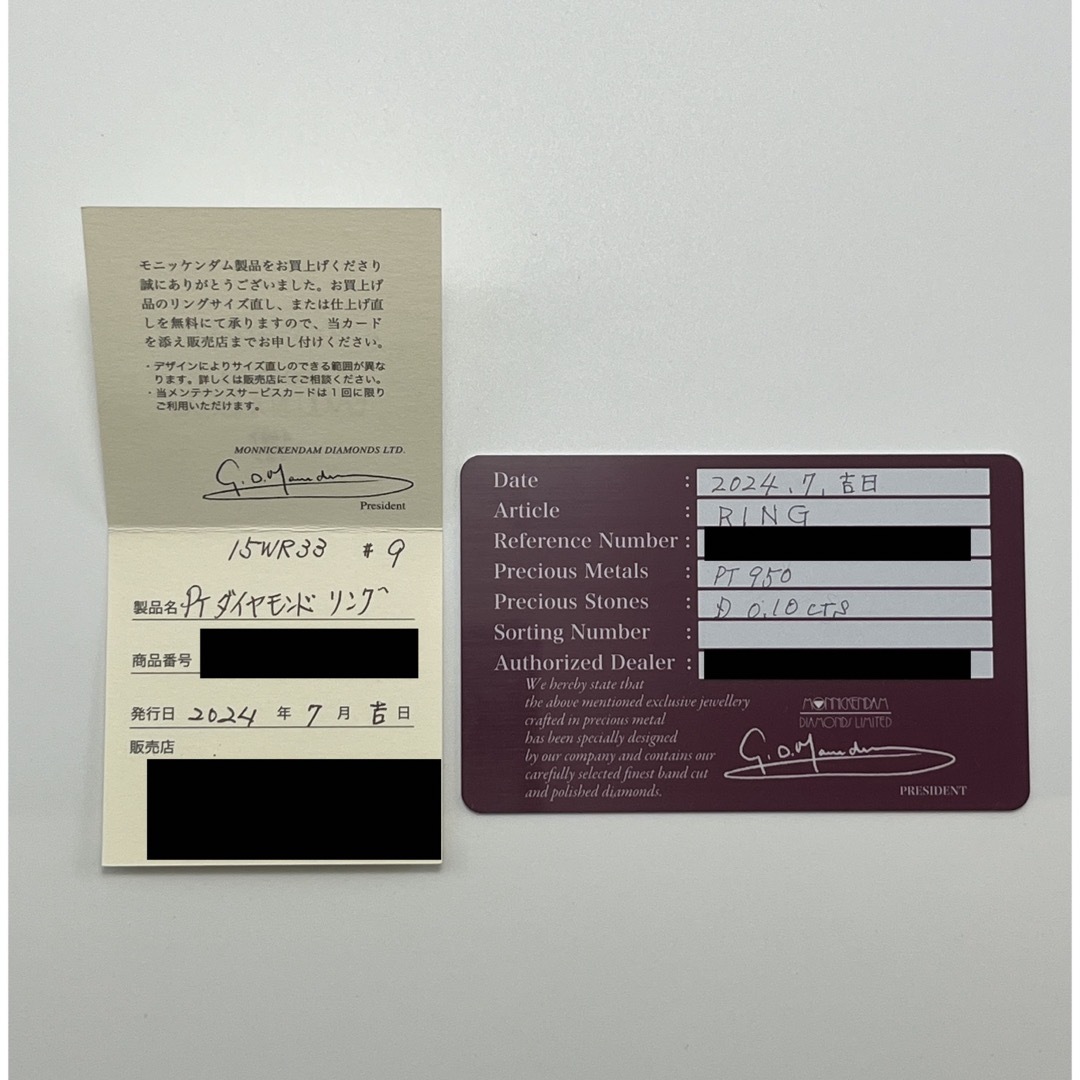 モニッケンダム製品をお買上げくださり
誠にありがとうございました。お買上げ
品のリングサイズ直し、または仕上げ直
しを無料にて承りますので、当カード
を添え販売店までお申し付けください。
・デザインによりサイズ直しのできる範囲が異な
ります。詳しくは販売店にてご相談ください。
・当メンテナンスサービスカードは1回に限り
ご利用いただけます。
MONNICKENDAM DIAMONDS LTD.
President
15WR33 #9
製品名 PT ダイヤモンド リング
商品番号
発行日 2024 年 7 月 吉 日
販売店
Date : 2024.7.吉日
Article : RING
Reference Number :
Precious Metals : PT 950
Precious Stones : D 0.10 cts
Sorting Number :
Authorized Dealer :
We hereby state that
the above mentioned exclusive jewellery
crafted in precious metal
has been specially designed
by our company and contains our
carefully selected finest band cut
and polished diamonds.
MONNICKENDAM
DIAMONDS LIMITED
PRESIDENT